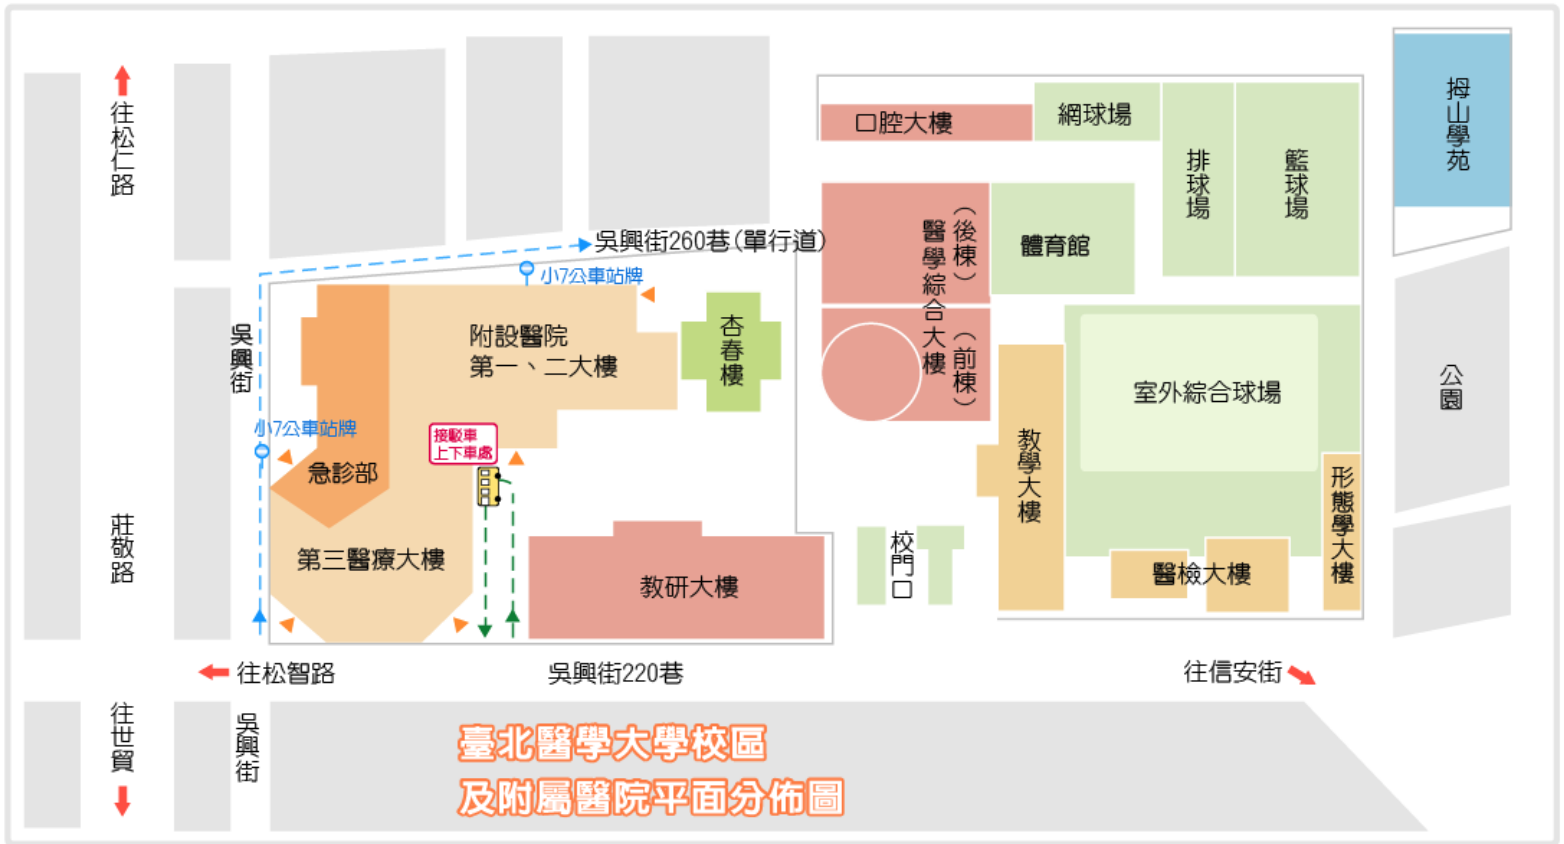 往松仁路
口腔大樓
網球場
排球場
籃球場
拇山學苑
吳興街260巷(單行道)
小7公車站牌
醫學綜合大樓
(後棟)
(前棟)
體育館
吳興街
附設醫院
第一、二大樓
杏春樓
室外綜合球場
公園
小7公車站牌
急診部
接駁車
上下車處
教學大樓
形態學大樓
莊敬路
第三醫療大樓
教研大樓
校門口
醫檢大樓
往松智路
吳興街220巷
往信安街
往世貿
吳興街
臺北醫學大學校區
及附屬醫院平面分佈圖